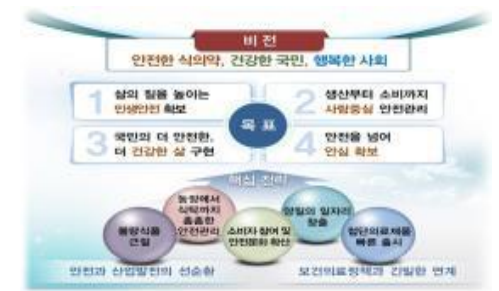 비전
안전한 식의약, 건강한 국민, 행복한 사회
1 삶의 질을 높이는
민생안전 확보
2 생산부터 소비까지
사람중심 안전관리
목표
3 국민의 더 안전한,
더 건강한 삶 구현
4 안전을 넘어
안심 확보
핵심 전략
불량식품
근절
농장에서
식탁까지
촘촘한
안전관리
소비자 참여 및
안전문화 확산
양질의 일자리
창출
첨단의료제품
빠른 출시
안전과 산업발전의 선순환
보건의료정책과 긴밀한 연계